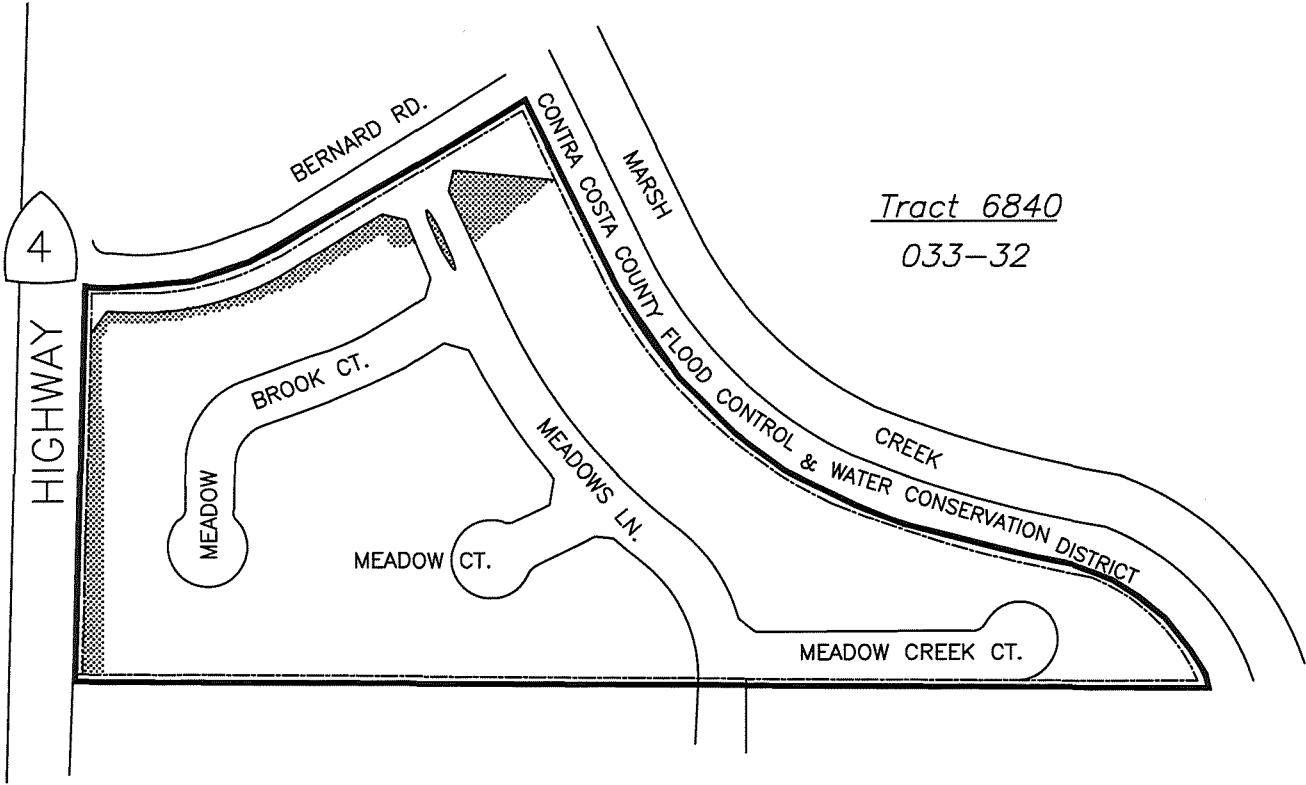 BERNARD RD.
CONTRA COSTA COUNTY FLOOD CONTROL & WATER CONSERVATION DISTRICT
MARSH CREEK
Tract 6840
033-32
4
HIGHWAY
MEADOW BROOK CT.
MEADOWS LN.
MEADOW CT.
MEADOW CREEK CT.